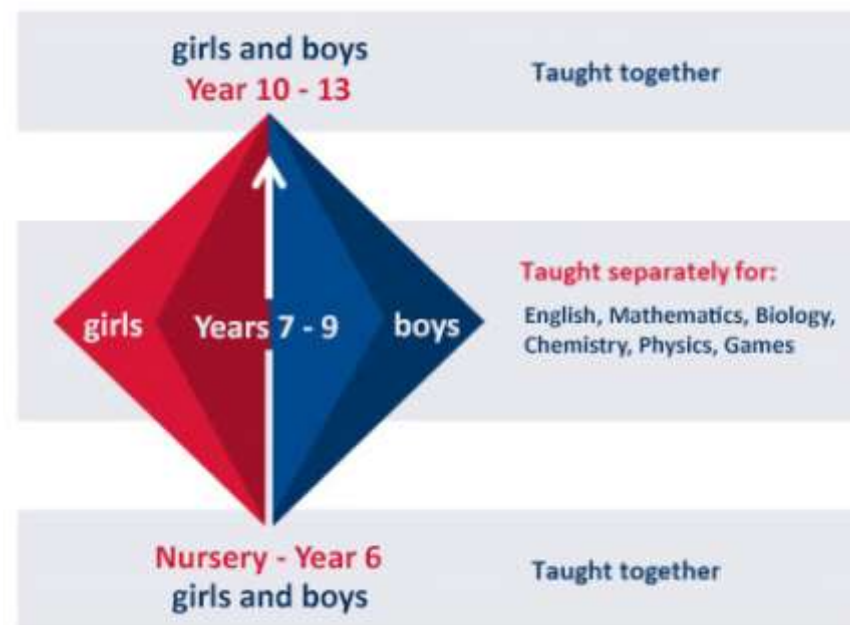 girls and boys
Year 10 - 13
Taught together
Taught separately for:
girls
Years 7 - 9
boys
English, Mathematics, Biology,
Chemistry, Physics, Games
Nursery - Year 6
girls and boys
Taught together